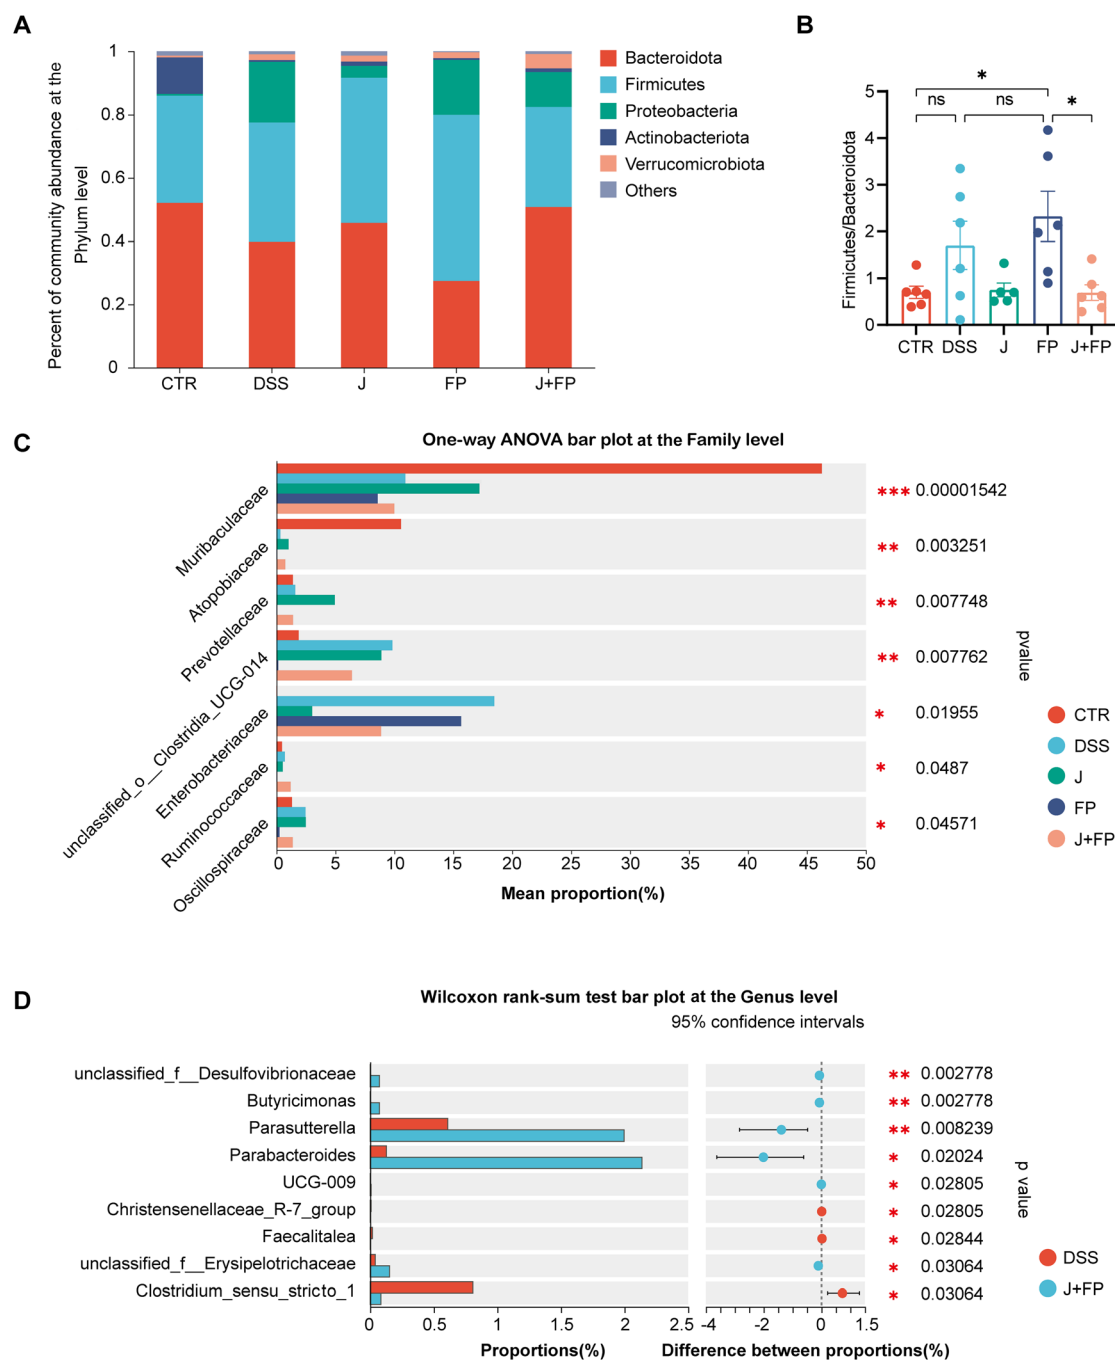 A
Percent of community abundance at the
Phylum level
1
0.8
0.6
0.4
0.2
0
CTR
DSS
J
FP
J+FP
Bacteroidota
Firmicutes
Proteobacteria
Actinobacteriota
Verrucomicrobiota
Others
B
Firmicutes/Bacteroidota
5
4
3
2
1
0
*
ns
ns
*
CTR
DSS
J
FP
J+FP
C
One-way ANOVA bar plot at the Family level
Muribaculaceae
*** 0.00001542
Atopobiaceae
** 0.003251
Prevotellaceae
** 0.007748
unclassified_o__Clostridia_UCG-014
** 0.007762
Enterobacteriaceae
* 0.01955
Ruminococcaceae
* 0.0487
Oscillospiraceae
* 0.04571
0 5 10 15 20 25 30 35 40 45 50
Mean proportion(%)
pvalue
CTR
DSS
J
FP
J+FP
D
Wilcoxon rank-sum test bar plot at the Genus level
95% confidence intervals
unclassified_f__Desulfovibrionaceae
** 0.002778
Butyricimonas
** 0.002778
Parasutterella
** 0.008239
Parabacteroides
* 0.02024
UCG-009
* 0.02805
Christensenellaceae_R-7_group
* 0.02805
Faecalitalea
* 0.02844
unclassified_f__Erysipelotrichaceae
* 0.03064
Clostridium_sensu_stricto_1
* 0.03064
0 0.5 1 1.5 2 2.5
-4 -2 0 1.5
Proportions(%)
Difference between proportions(%)
p value
DSS
J+FP